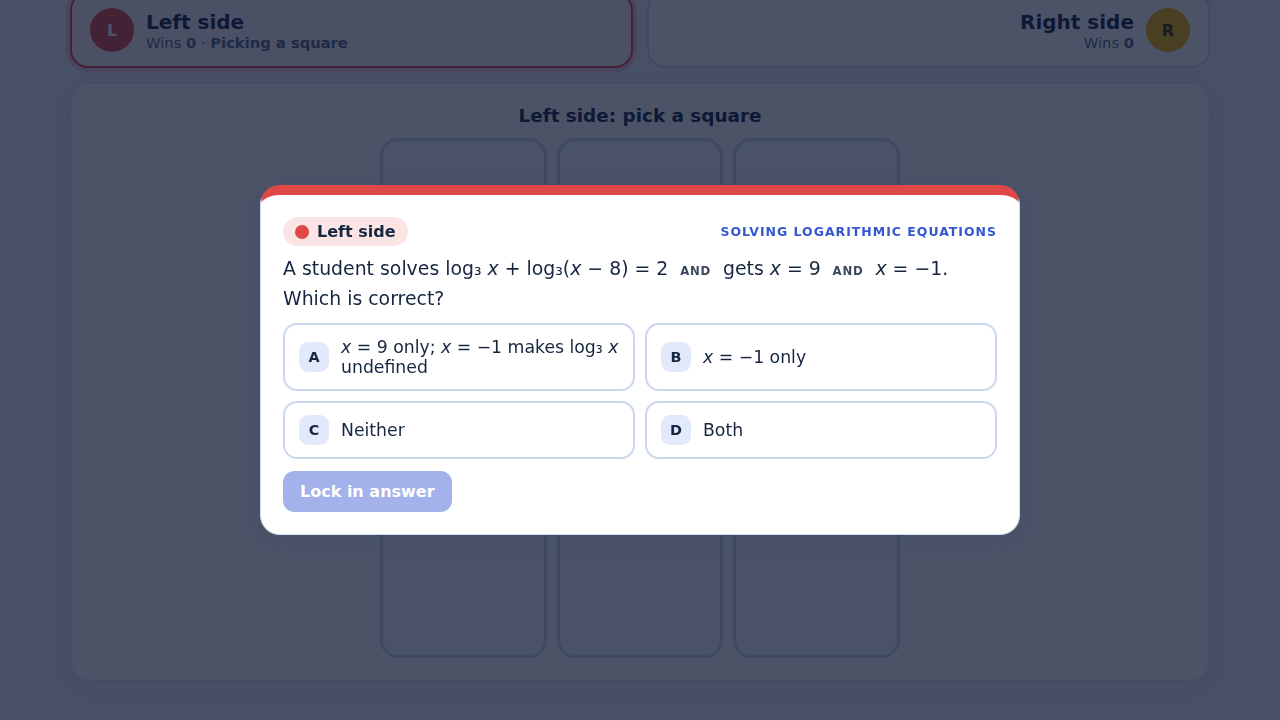 L
Left side
Wins 0 · Picking a square
Right side
Wins 0
R
Left side: pick a square
Left side
SOLVING LOGARITHMIC EQUATIONS
A student solves log₃ x + log₃(x − 8) = 2 AND gets x = 9 AND x = −1.
Which is correct?
A
x = 9 only; x = −1 makes log₃ x
undefined
B
x = −1 only
C
Neither
D
Both
Lock in answer